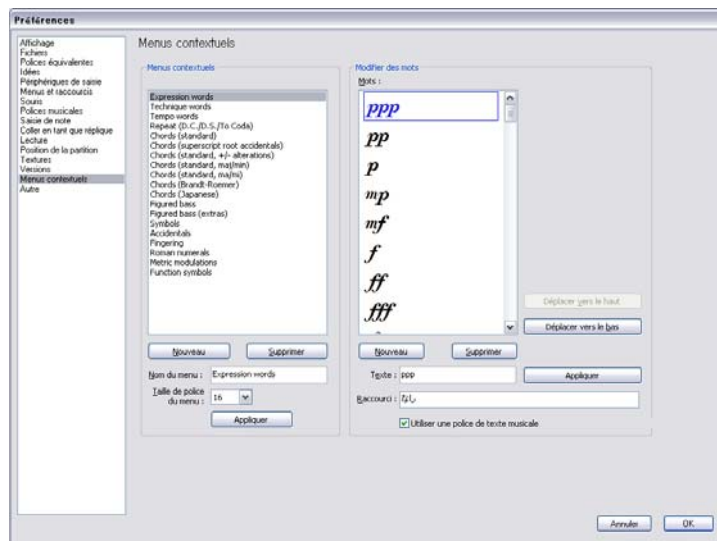 Préférences
Affichage
Fichiers
Polices équivalentes
Idées
Périphériques de saisie
Menus et raccourcis
Souris
Polices musicales
Saisie de note
Coller en tant que réplique
Lecture
Position de la partition
Textures
Versions
Menus contextuels
Autre
Menus contextuels
Menus contextuels
Expression words
Technique words
Tempo words
Repeat (D.C./D.S./To Coda)
Chords (standard)
Chords (superscript root accidentals)
Chords (standard, +/- alterations)
Chords (standard, maj/min)
Chords (standard, ma/mi)
Chords (Brandt-Roemer)
Chords (Japanese)
Figured bass
Figured bass (extras)
Symbols
Accidentals
Fingering
Roman numerals
Metric modulations
Function symbols
Nouveau Supprimer
Nom du menu : Expression words
Taille de police du menu : 16
Appliquer
Modifier des mots
Mots :
ppp
pp
p
mp
mf
f
ff
fff
Déplacer vers le haut
Déplacer vers le bas
Nouveau Supprimer
Texte : ppp Appliquer
Raccourci :
Utiliser une police de texte musicale
Annuler OK